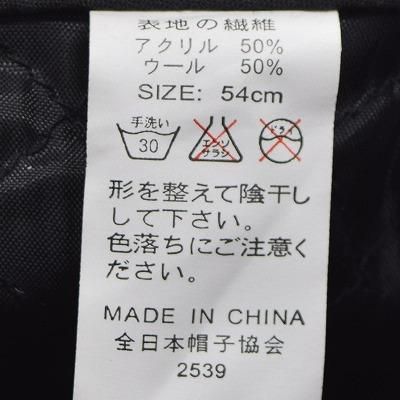 表地の繊維
アクリル 50%
ウール 50%
SIZE: 54cm
手洗い
30
エンソ
サラシ
ドライ
形を整えて陰干し
して下さい。
色落ちにご注意く
ださい。
MADE IN CHINA
全日本帽子協会
2539